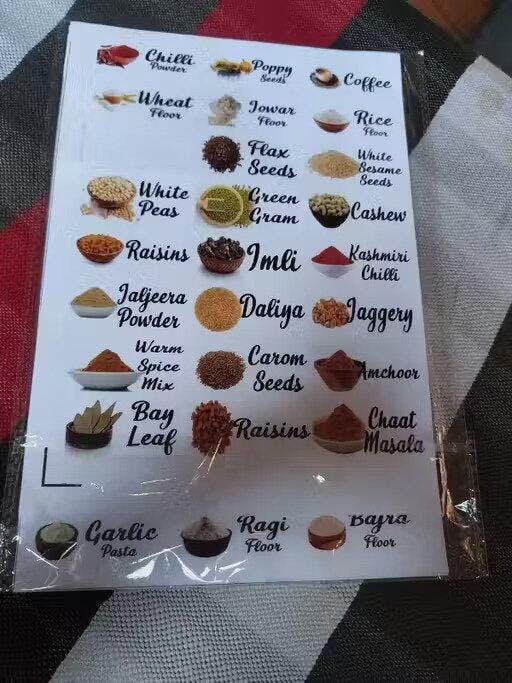 Chilli
Powder
Poppy
Seeds
Coffee
Wheat
Floor
Jowar
Floor
Rice
Floor
Flax
Seeds
White
Sesame
Seeds
White
Peas
Green
Gram
Cashew
Raisins
Imli
Kashmiri
Chilli
Jaljeera
Powder
Daliya
Jaggery
Warm
Spice
Mix
Carom
Seeds
Amchoor
Bay
Leaf
Raisins
Chaat
Masala
Garlic
Pasta
Ragi
Floor
Bajra
Floor